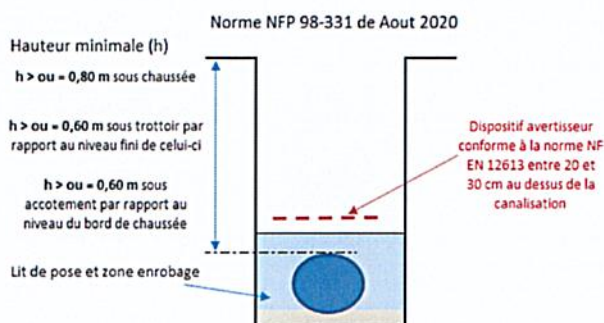 Norme NFP 98-331 de Aout 2020
Hauteur minimale (h)
h > ou = 0,80 m sous chaussée
h > ou = 0,60 m sous trottoir par
rapport au niveau fini de celui-ci
h > ou = 0,60 m sous
accotement par rapport au
niveau du bord de chaussée
Lit de pose et zone enrobage
Dispositif avertisseur
conforme à la norme NF
EN 12613 entre 20 et
30 cm au dessus de la
canalisation